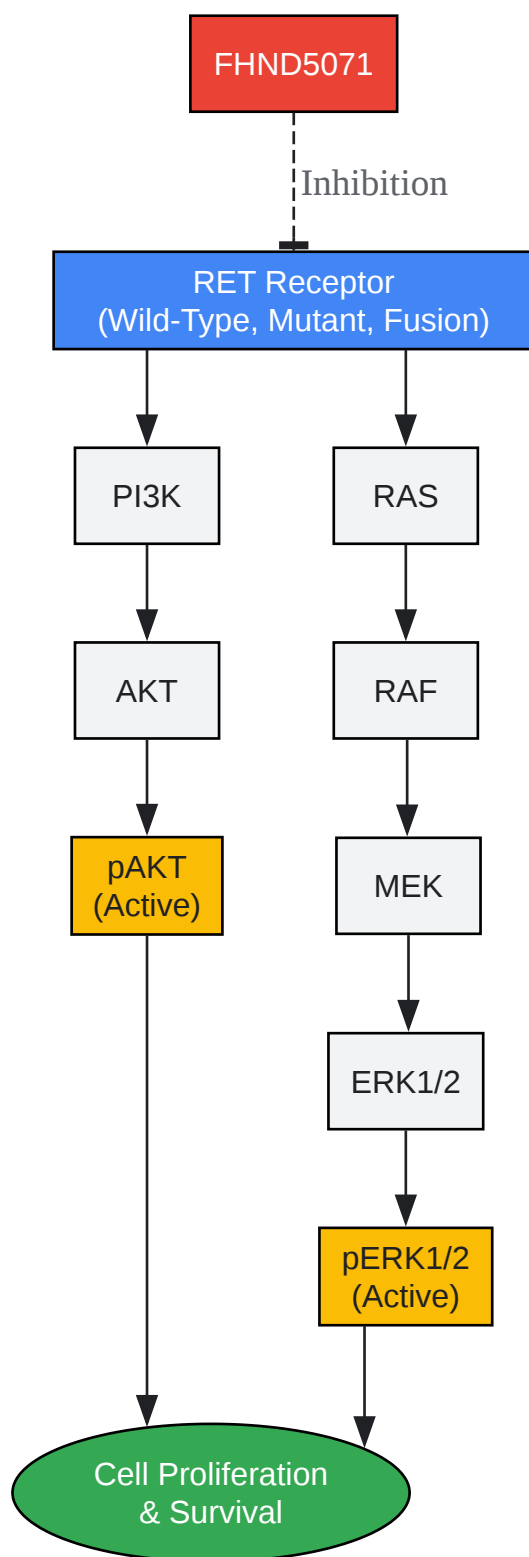 FHND5071
Inhibition
RET Receptor
(Wild-Type, Mutant, Fusion)
PI3K
RAS
AKT
RAF
pAKT
(Active)
MEK
ERK1/2
pERK1/2
(Active)
Cell Proliferation
& Survival